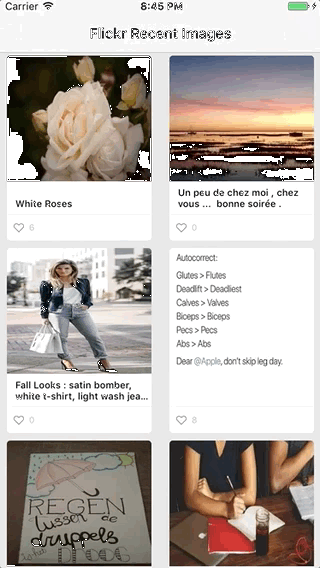 Carrier 8:45 PM
Flickr Recent Images
White Roses
6
Un peu de chez moi , chez
vous ... bonne soirée .
0
Fall Looks : satin bomber,
white t-shirt, light wash jea...
0
Autocorrect:
Glutes > Flutes
Deadlift > Deadliest
Calves > Valves
Biceps > Biceps
Pecs > Pecs
Abs > Abs
Dear @Apple, don't skip leg day.
8
REGEN
tussen de
druppels